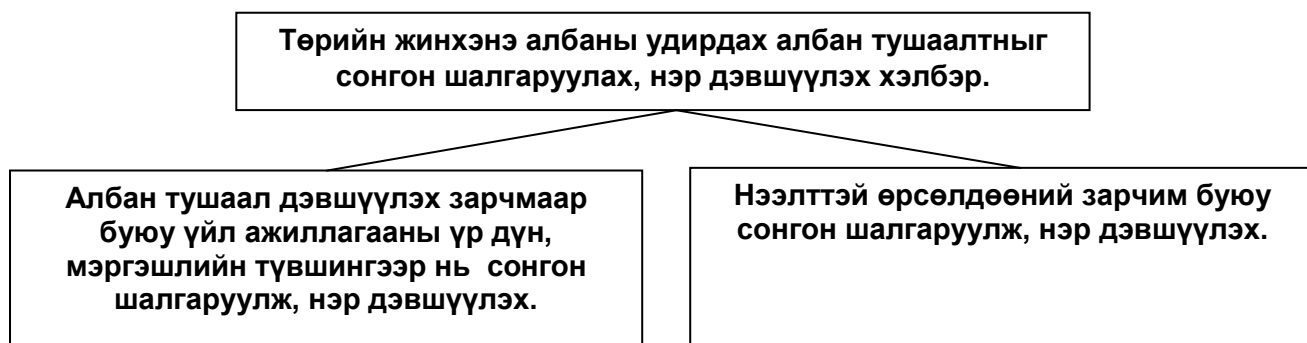 Төрийн жинхэнэ албаны удирдах албан тушаалтныг
сонгон шалгаруулах, нэр дэвшүүлэх хэлбэр.
Албан тушаал дэвшүүлэх зарчмаар
буюу үйл ажиллагааны үр дүн,
мэргэшлийн түвшингээр нь сонгон
шалгаруулж, нэр дэвшүүлэх.
Нээлттэй өрсөлдөөний зарчим буюу
сонгон шалгаруулж, нэр дэвшүүлэх.